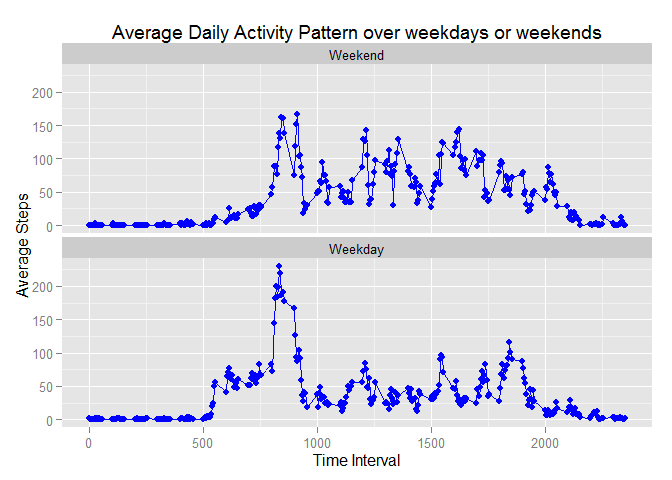 Average Daily Activity Pattern over weekdays or weekends
Weekend
200
150
100
50
0
Weekday
200
150
100
50
0
Average Steps
0 500 1000 1500 2000
Time Interval